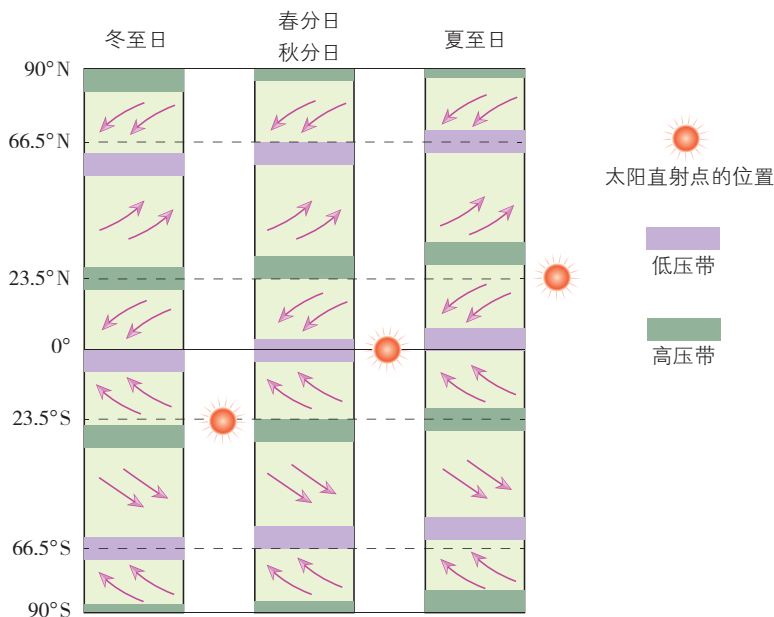 冬至日
春分日
秋分日
夏至日
90°N
66.5°N
23.5°N
0°
23.5°S
66.5°S
90°S
太阳直射点的位置
低压带
高压带